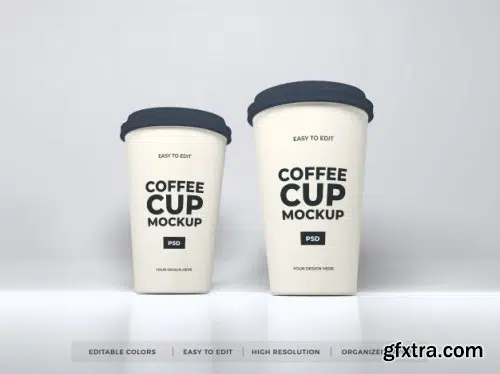 EASY TO EDIT
COFFEE
CUP
MOCKUP
PSD
YOUR DESIGN HERE
EASY TO EDIT
COFFEE
CUP
MOCKUP
PSD
YOUR DESIGN HERE
EDITABLE COLORS | EASY TO EDIT | HIGH RESOLUTION | ORGANIZED
gfxtra.com